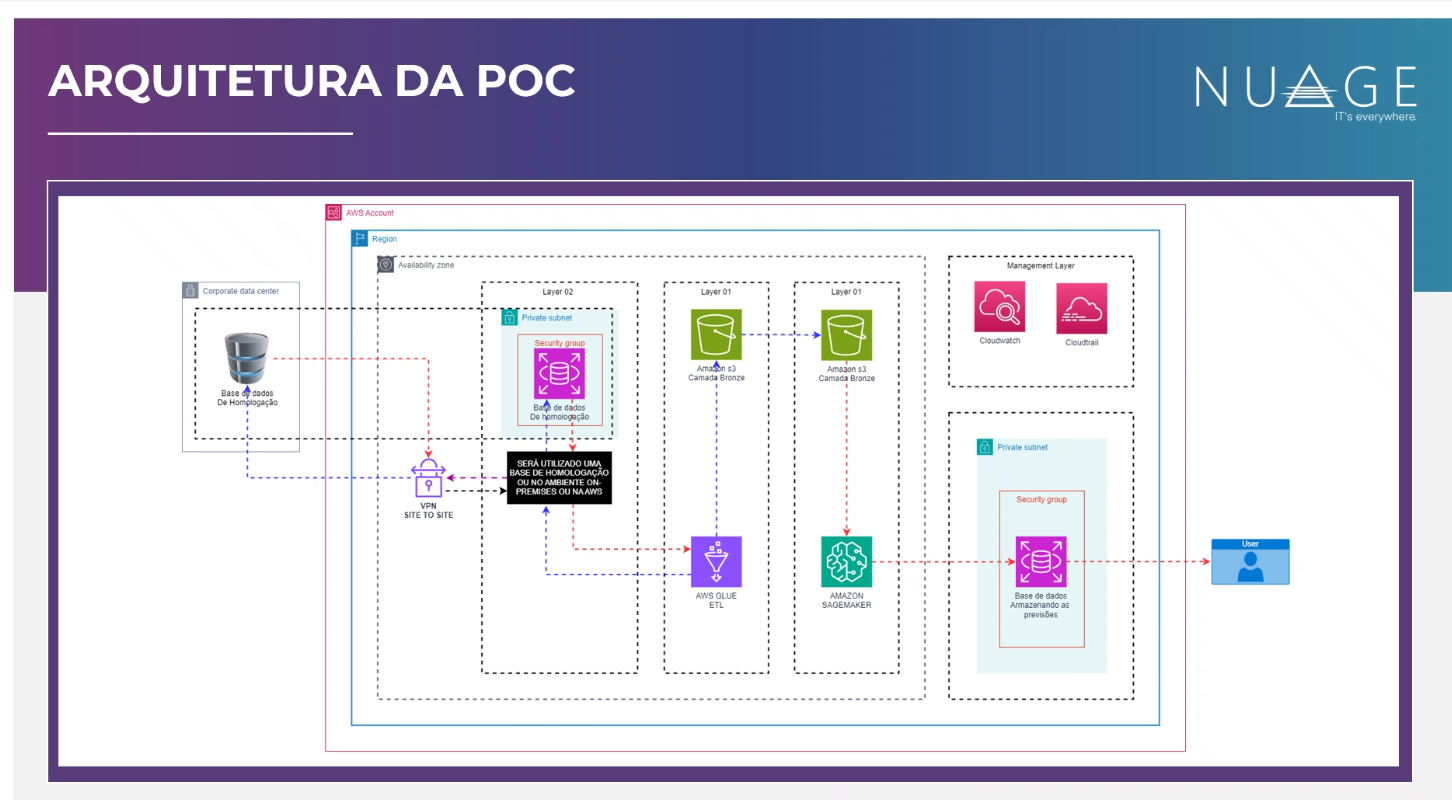 ARQUITETURA DA POC
NUAGE
IT's everywhere.
AWS Account
Region
Availability zone
Corporate data center
Base de dados
De Homologação
VPN
SITE TO SITE
Layer 02
Private subnet
Security group
Base de dados
De homologação
SERÁ UTILIZADO UMA
BASE DE HOMOLOGAÇÃO
OU NO AMBIENTE ON-
PREMISES OU NA AWS
Layer 01
Amazon s3
Camada Bronze
AWS GLUE
ETL
Layer 01
Amazon s3
Camada Bronze
AMAZON
SAGEMAKER
Management Layer
Cloudwatch
Cloudtrail
Private subnet
Security group
Base de dados
Armazenando as
previsões
User